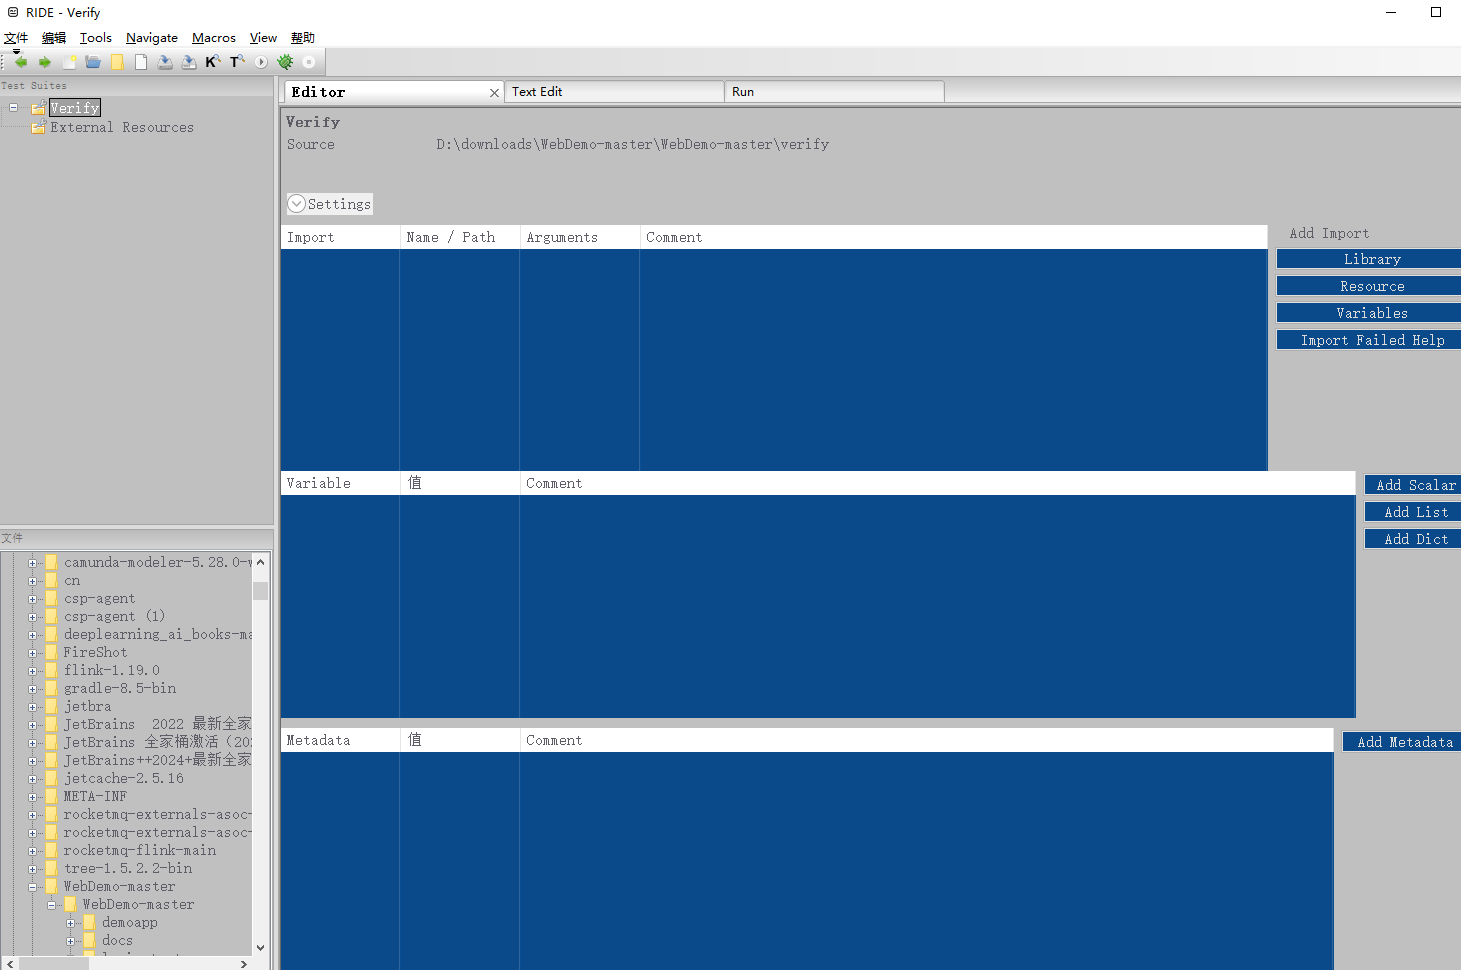 RIDE - Verify
文件 编辑 Tools Navigate Macros View 帮助
Test Suites
Verify
External Resources
文件
camunda-modeler-5.28.0-w
cn
csp-agent
csp-agent (1)
deeplearning_ai_books-ma
FireShot
flink-1.19.0
gradle-8.5-bin
jetbra
JetBrains 2022 最新全家
JetBrains 全家桶激活（202
JetBrains++2024+最新全家
jetcache-2.5.16
META-INF
rocketmq-externals-asoc-
rocketmq-externals-asoc-
rocketmq-flink-main
tree-1.5.2.2-bin
WebDemo-master
WebDemo-master
demoapp
docs
Editor Text Edit Run
Verify
Source D:\downloads\WebDemo-master\WebDemo-master\verify
Settings
Import Name / Path Arguments Comment
Add Import
Library
Resource
Variables
Import Failed Help
Variable 值 Comment
Add Scalar
Add List
Add Dict
Metadata 值 Comment
Add Metadata